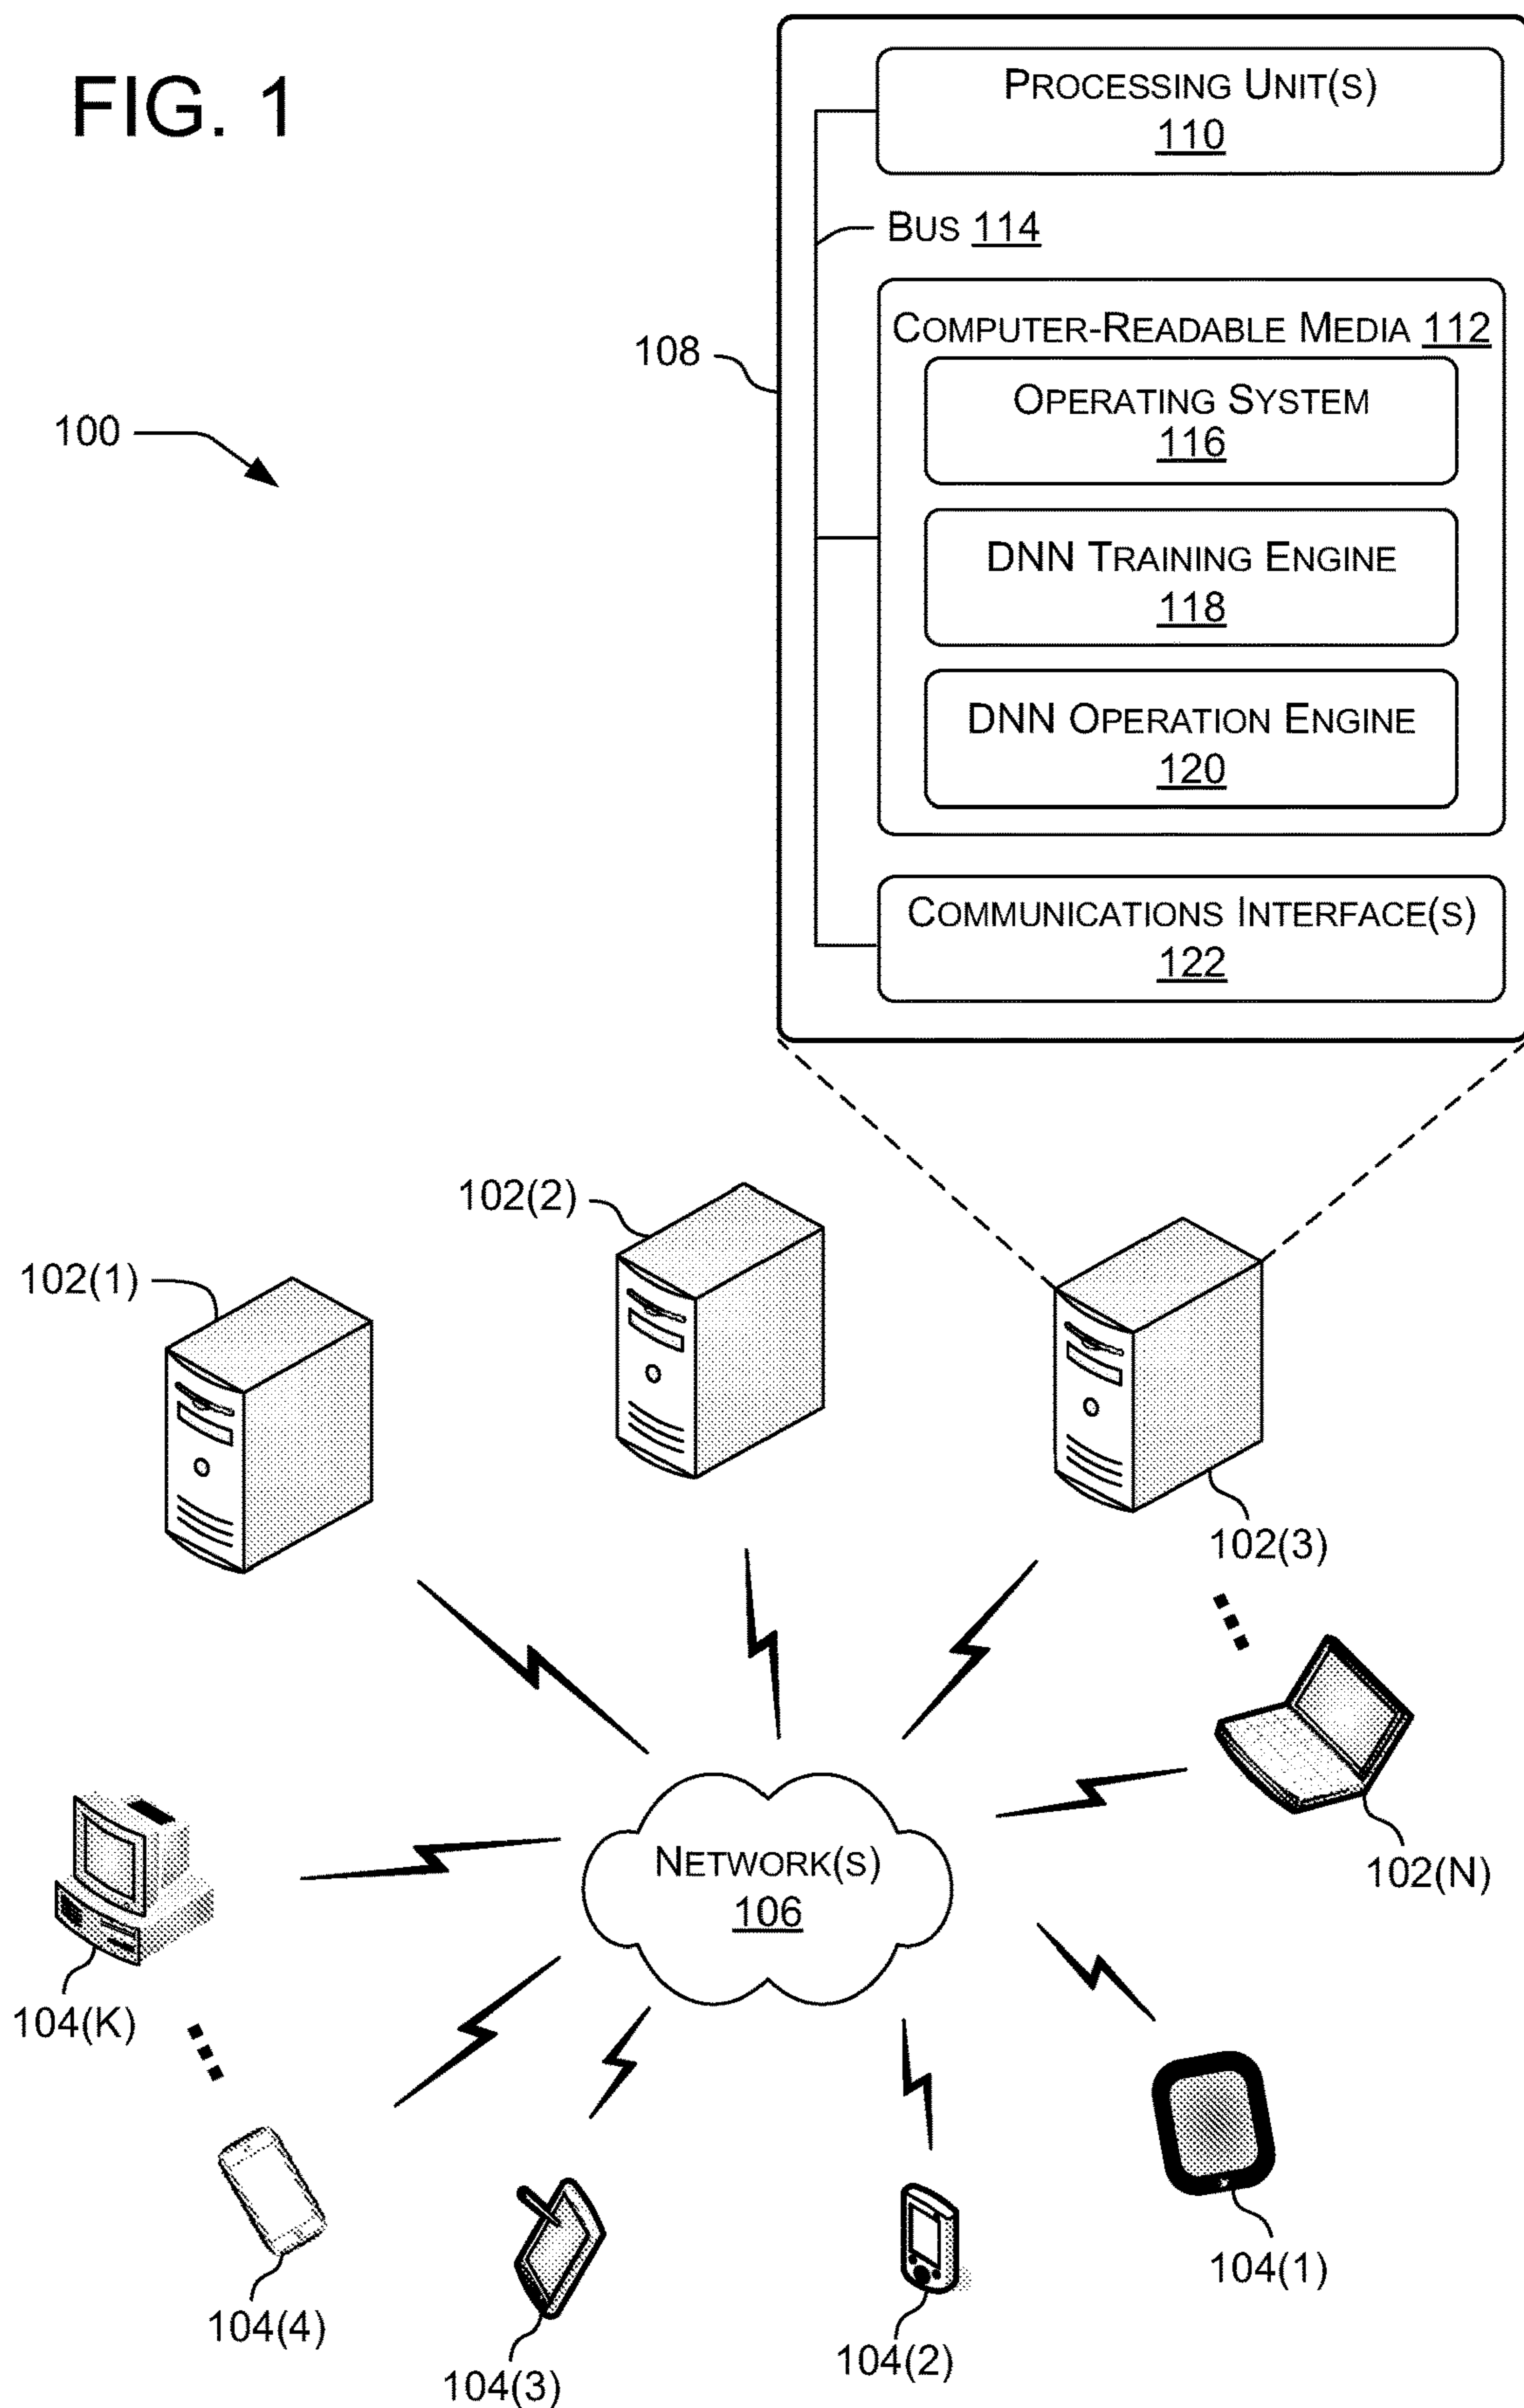 FIG. 1
PROCESSING UNIT(S)
110
BUS 114
COMPUTER-READABLE MEDIA 112
108
OPERATING SYSTEM
116
100
DNN TRAINING ENGINE
118
DNN OPERATION ENGINE
120
COMMUNICATIONS INTERFACE(S)
122
102(2)
102(1)
102(3)
NETWORK(S)
106
102(N)
104(K)
104(1)
104(4)
104(2)
104(3)